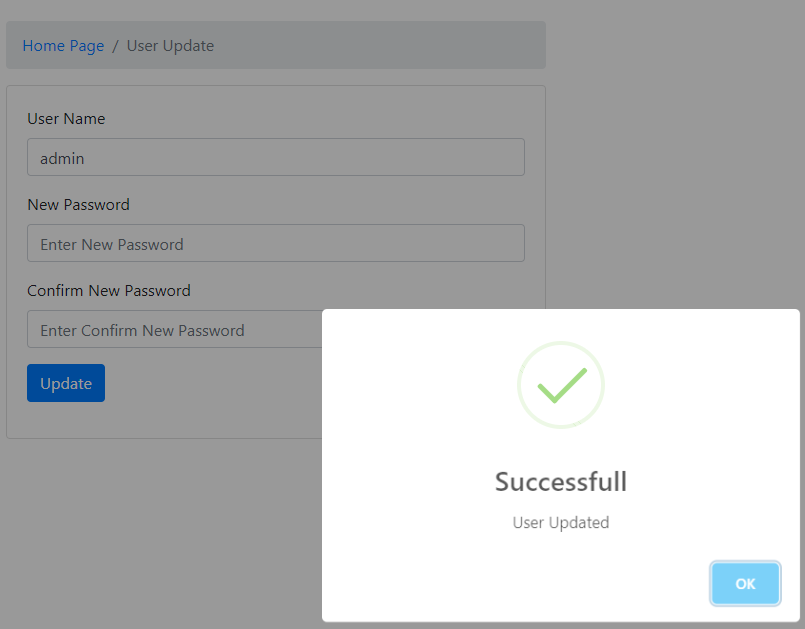 Home Page / User Update
User Name
admin
New Password
Enter New Password
Confirm New Password
Enter Confirm New Password
Update
Successfull
User Updated
OK